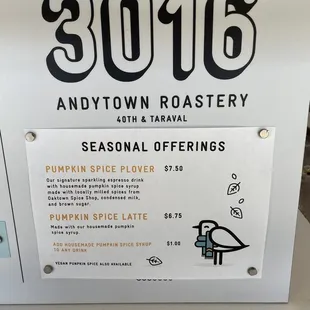 3016
ANDYTOWN ROASTERY
40TH & TARAVAL
SEASONAL OFFERINGS
PUMPKIN SPICE PLOVER $7.50
Our signature sparkling espresso drink
with housemade pumpkin spice syrup
made with locally milled spices from
Oaktown Spice Shop, condensed milk,
and brown sugar.
PUMPKIN SPICE LATTE $6.75
Made with our housemade pumpkin
spice syrup.
ADD HOUSEMADE PUMPKIN SPICE SYRUP $1.00
TO ANY DRINK
VEGAN PUMPKIN SPICE ALSO AVAILABLE.